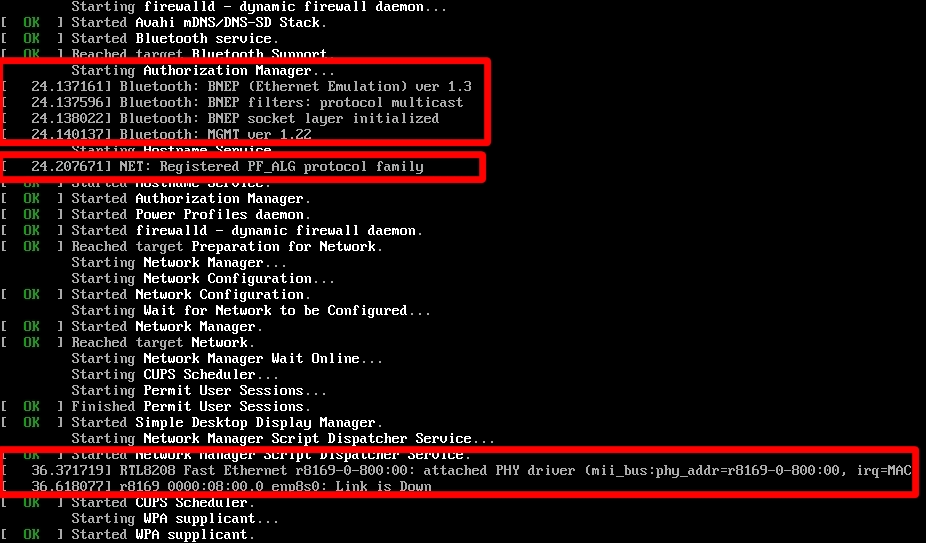 Starting firewalld - dynamic firewall daemon...
[ OK ] Started Avahi mDNS/DNS-SD Stack.
[ OK ] Started Bluetooth service.
[ OK ] Reached target Bluetooth Support.
Starting Authorization Manager...
[ 24.137161] Bluetooth: BNEP (Ethernet Emulation) ver 1.3
[ 24.137596] Bluetooth: BNEP filters: protocol multicast
[ 24.138022] Bluetooth: BNEP socket layer initialized
[ 24.140137] Bluetooth: MGMT ver 1.22
Starting Hostname Service...
[ 24.207671] NET: Registered PF_ALG protocol family
[ OK ] Started Hostname Service.
[ OK ] Started Authorization Manager.
[ OK ] Started Power Profiles daemon.
[ OK ] Started firewalld - dynamic firewall daemon.
[ OK ] Reached target Preparation for Network.
Starting Network Manager...
Starting Network Configuration...
[ OK ] Started Network Configuration.
Starting Wait for Network to be Configured...
[ OK ] Started Network Manager.
[ OK ] Reached target Network.
Starting Network Manager Wait Online...
Starting CUPS Scheduler...
Starting Permit User Sessions...
[ OK ] Finished Permit User Sessions.
[ OK ] Started Simple Desktop Display Manager.
Starting Network Manager Script Dispatcher Service...
[ OK ] Started Network Manager Script Dispatcher Service.
[ 36.371719] RTL8208 Fast Ethernet r8169-0-800:00: attached PHY driver (mii_bus:phy_addr=r8169-0-800:00, irq=MAC
[ 36.618077] r8169 0000:08:00.0 enp8s0: Link is Down
[ OK ] Started CUPS Scheduler.
Starting WPA supplicant...
[ OK ] Started WPA supplicant.